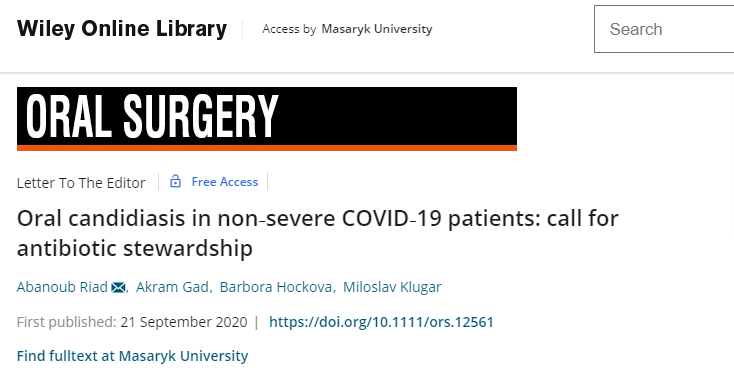 Wiley Online Library
Access by Masaryk University
Search
ORAL SURGERY
Letter To The Editor
Free Access
Oral candidiasis in non-severe COVID-19 patients: call for
antibiotic stewardship
Abanoub Riad, Akram Gad, Barbora Hockova, Miloslav Klugar
First published: 21 September 2020 | https://doi.org/10.1111/ors.12561
Find fulltext at Masaryk University